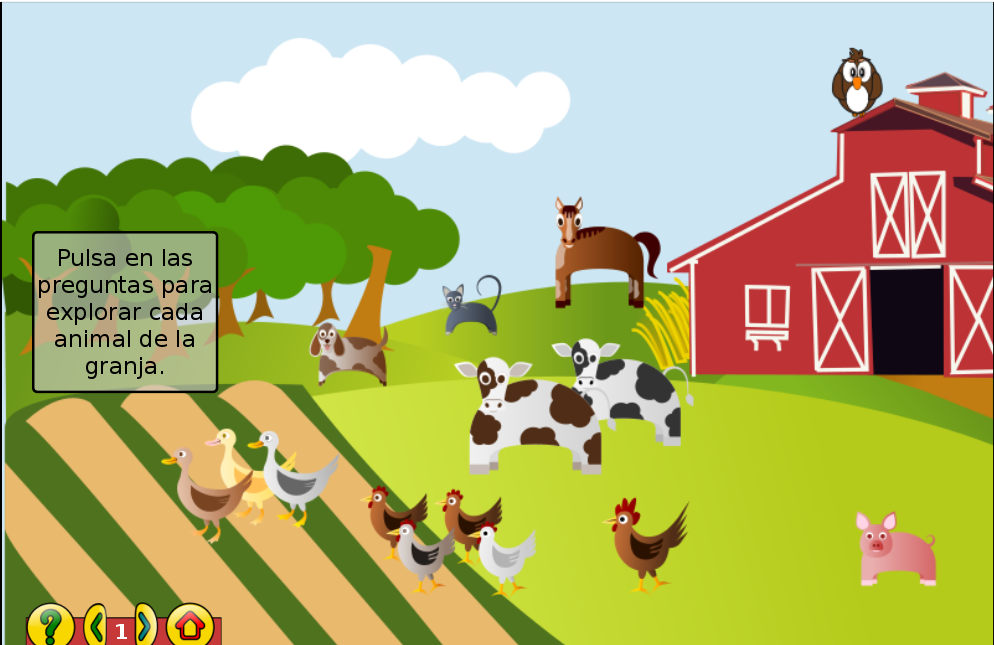 Pulsa en las
preguntas para
explorar cada
animal de la
granja.
?
1